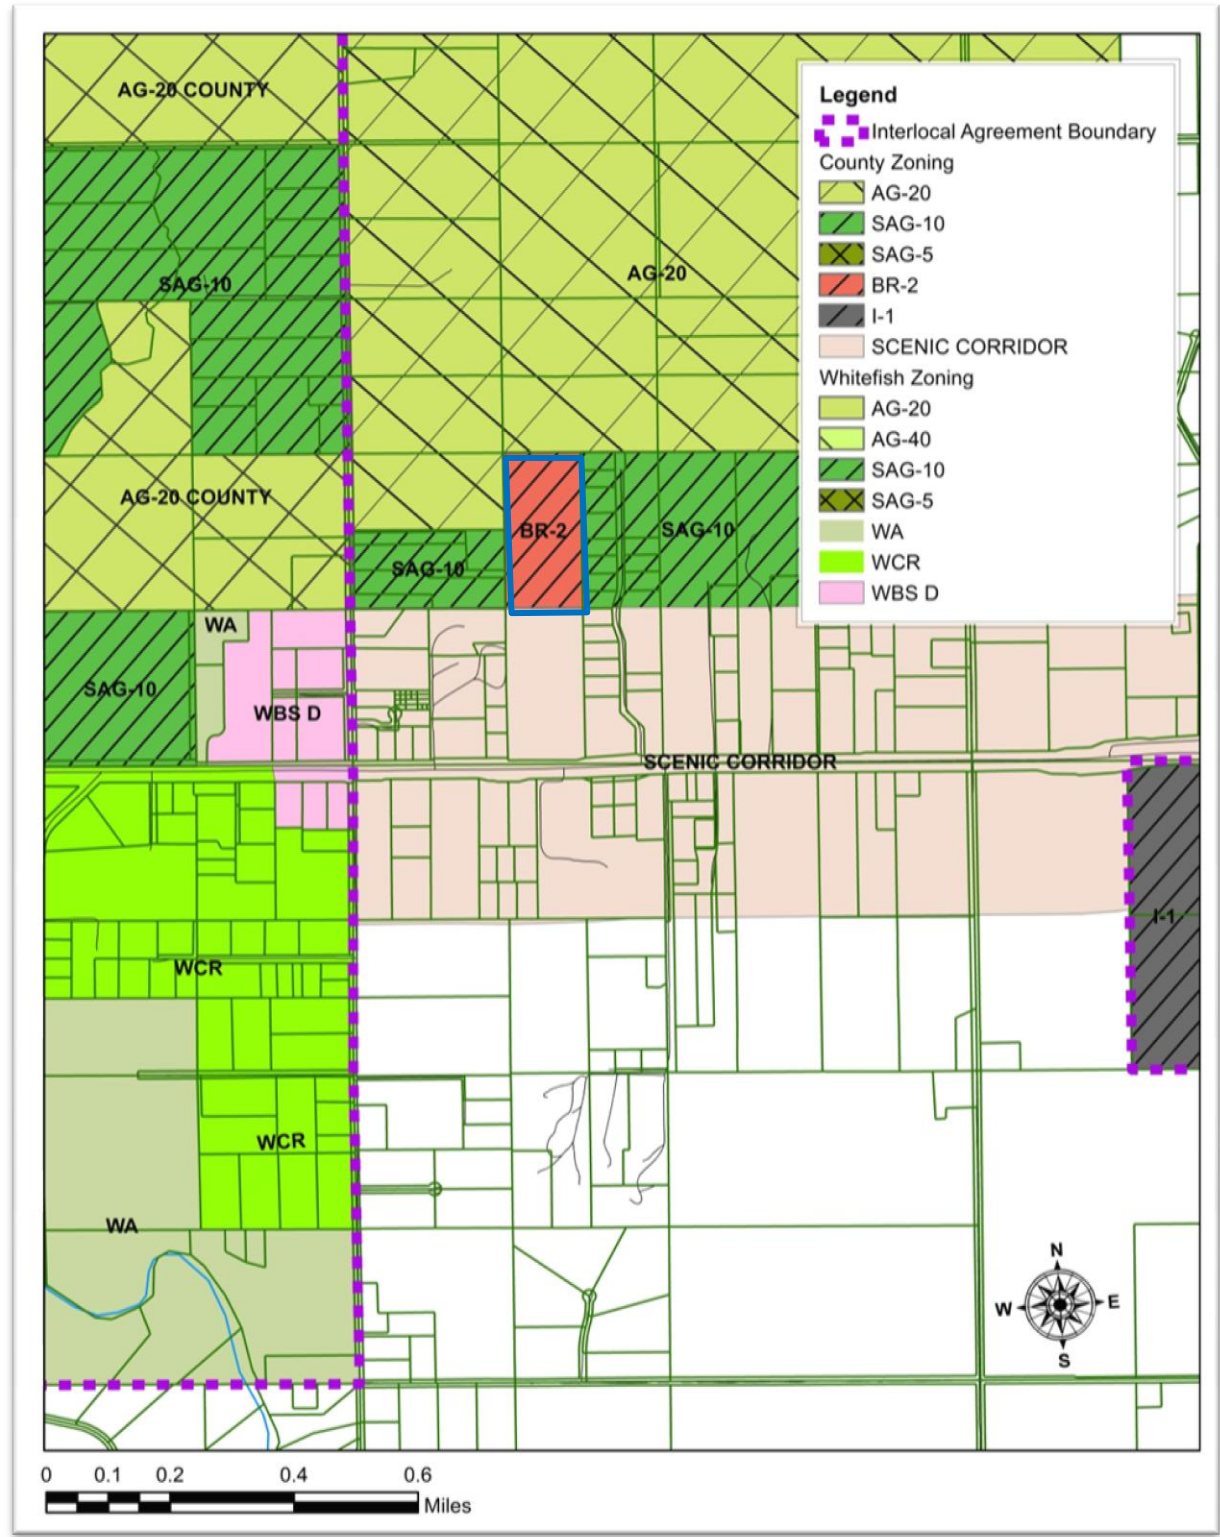 AG-20 COUNTY
Legend
Interlocal Agreement Boundary
County Zoning
AG-20
SAG-10
SAG-5
BR-2
I-1
SCENIC CORRIDOR
Whitefish Zoning
AG-20
AG-40
SAG-10
SAG-5
WA
WCR
WBS D
SAG-10
AG-20
AG-20 COUNTY
BR-2
SAG-10
SAG-10
WA
SAG-10
WBS D
SCENIC CORRIDOR
I-1
WCR
WCR
WA
N
W E
S
0 0.1 0.2 0.4 0.6
Miles